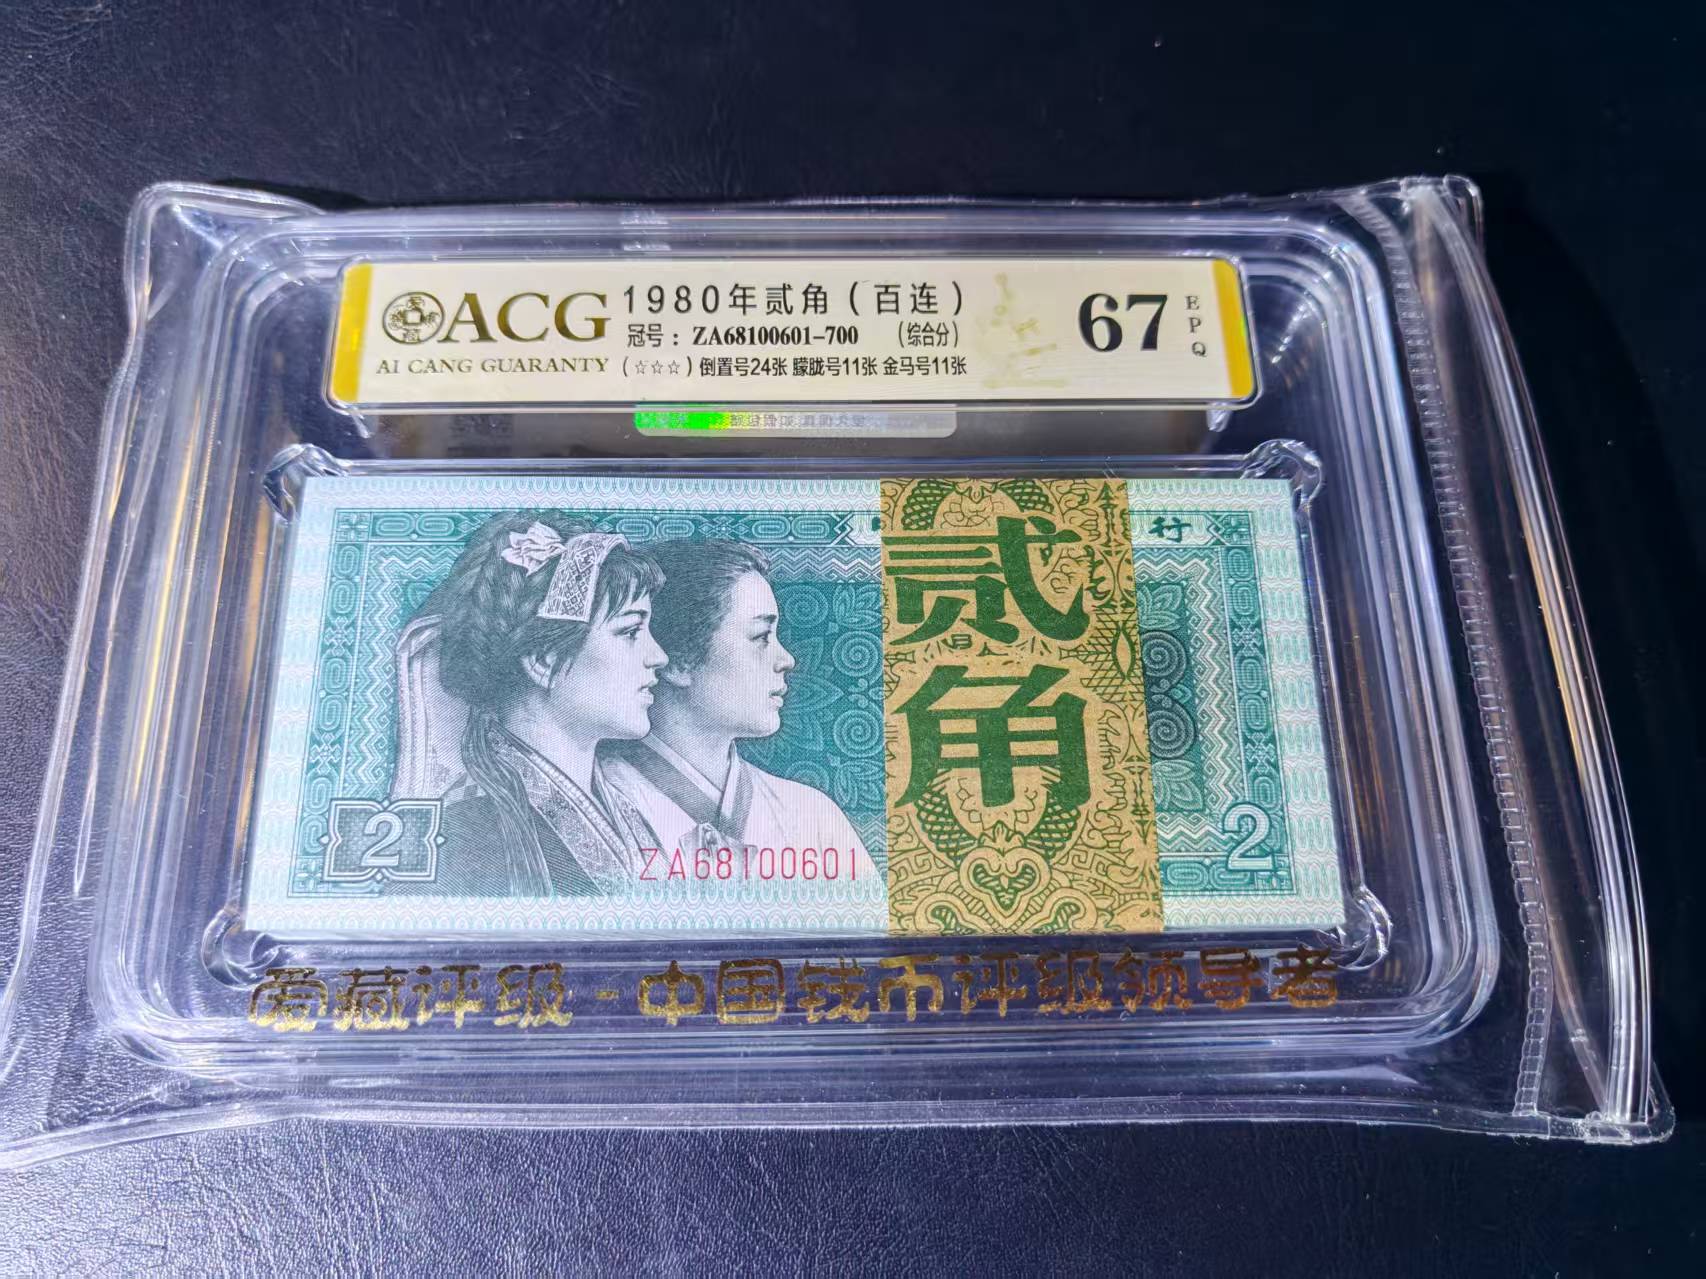 ACG
AI CANG GUARANTY
1980年贰角（百连）
冠号：ZA68100601-700 （综合分）
（☆☆☆）倒置号24张 朦胧号11张 金马号11张
67
EPQ
行
贰角
2
ZA68100601
2
爱藏评级-中国钱币评级领导者